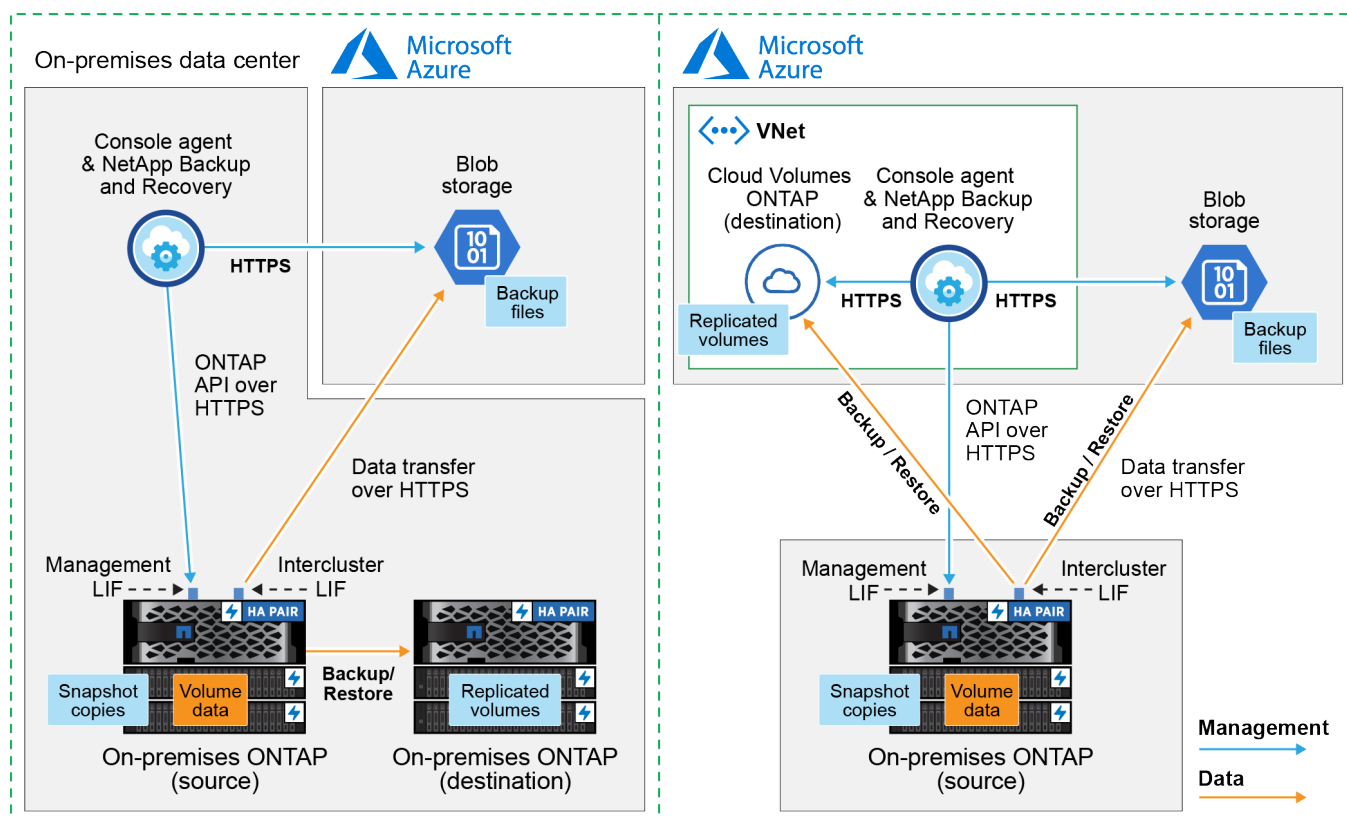 On-premises data center
Microsoft
Azure
Console agent
& NetApp Backup
and Recovery
Blob
storage
10
01
HTTPS
Backup
files
ONTAP
API over
HTTPS
Data transfer
over HTTPS
Management
LIF
Intercluster
LIF
HA PAIR
HA PAIR
Backup/
Restore
Snapshot
copies
Volume
data
Replicated
volumes
On-premises ONTAP
(source)
On-premises ONTAP
(destination)
Microsoft
Azure
VNet
Cloud Volumes
ONTAP
(destination)
Console agent
& NetApp Backup
and Recovery
Blob
storage
10
01
HTTPS
HTTPS
Replicated
volumes
Backup
files
Backup / Restore
ONTAP
API over
HTTPS
Backup / Restore
Data transfer
over HTTPS
Management
LIF
Intercluster
LIF
HA PAIR
Snapshot
copies
Volume
data
On-premises ONTAP
(source)
Management
Data